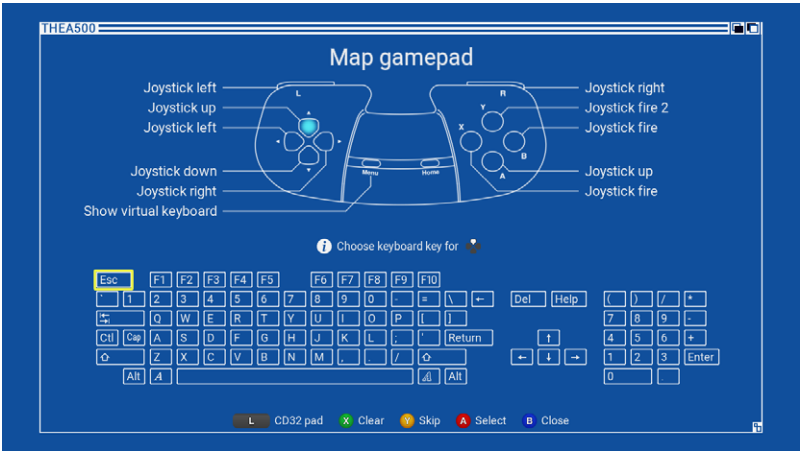 THEA500
Map gamepad
Joystick left
Joystick up
Joystick left
Joystick down
Joystick right
Show virtual keyboard
L
R
Y
X
B
A
Menu
Home
Joystick right
Joystick fire 2
Joystick fire
Joystick up
Joystick fire
i Choose keyboard key for
Esc F1 F2 F3 F4 F5 F6 F7 F8 F9 F10
` 1 2 3 4 5 6 7 8 9 0 - = \ ← Del Help ( ) / *
Q W E R T Y U I O P [ ] 7 8 9 -
Ctl Cap A S D F G H J K L ; ' Return ↑ 4 5 6 +
⇧ Z X C V B N M , . / ⇧ ← ↓ → 1 2 3 Enter
Alt A Alt 0 .
L CD32 pad X Clear Y Skip A Select B Close